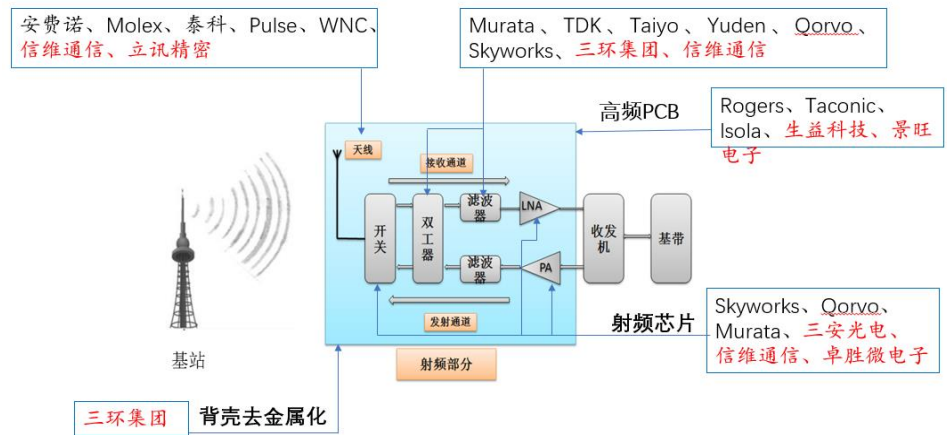 安费诺、Molex、泰科、Pulse、WNC、
信维通信、立讯精密
Murata 、TDK、Taiyo、Yuden 、 Qorvo 、
Skyworks、三环集团、信维通信
高频PCB
Rogers、Taconic、
Isola、生益科技、景旺
电子
天线
接收通道
开关
双工器
滤波器
LNA
滤波器
PA
收发机
基带
发射通道
射频部分
基站
射频芯片
Skyworks、Qorvo、
Murata、三安光电、
信维通信、卓胜微电子
三环集团
背壳去金属化